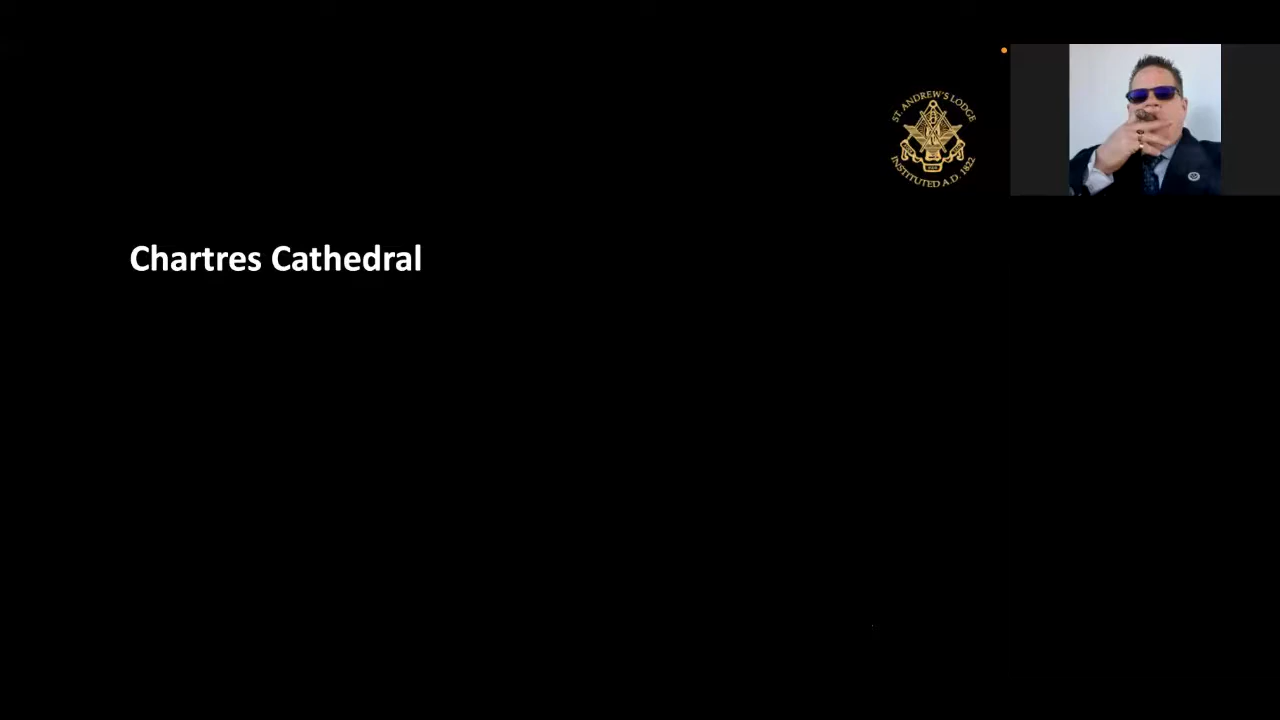 ST. ANDREW'S LODGE
INSTITUTED A.D. 1822
Chartres Cathedral